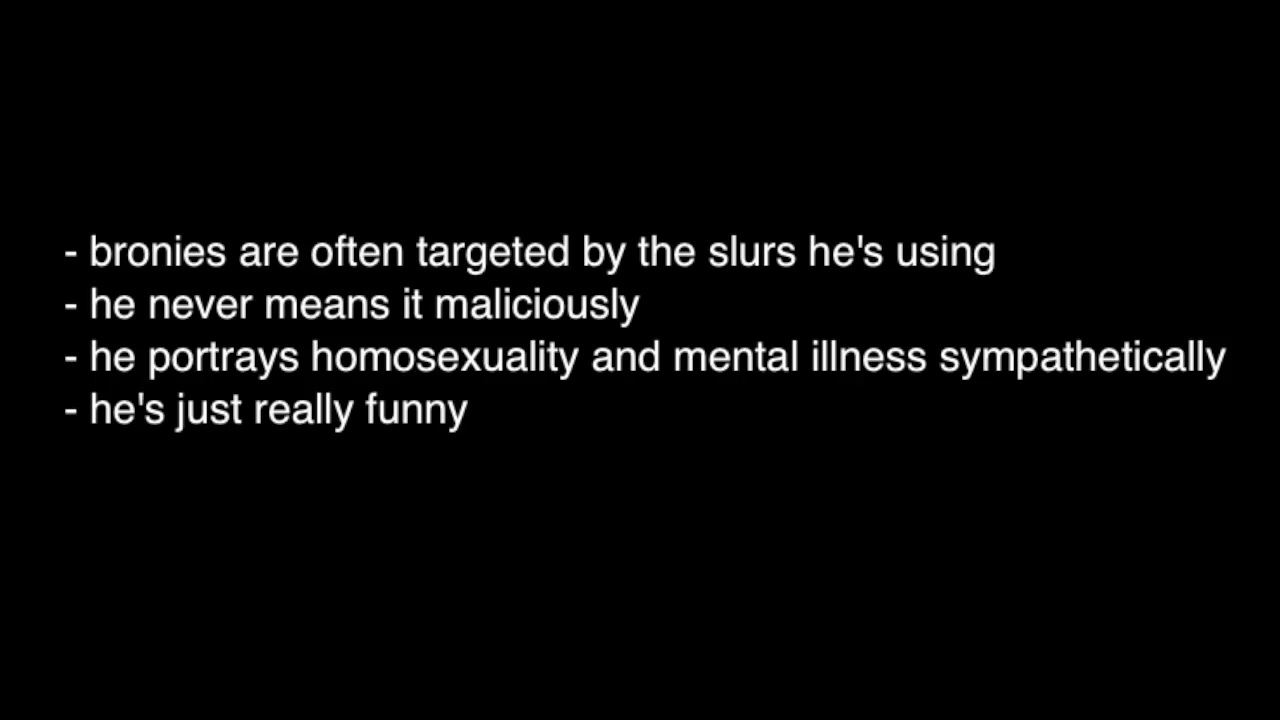 - bronies are often targeted by the slurs he's using
- he never means it maliciously
- he portrays homosexuality and mental illness sympathetically
- he's just really funny